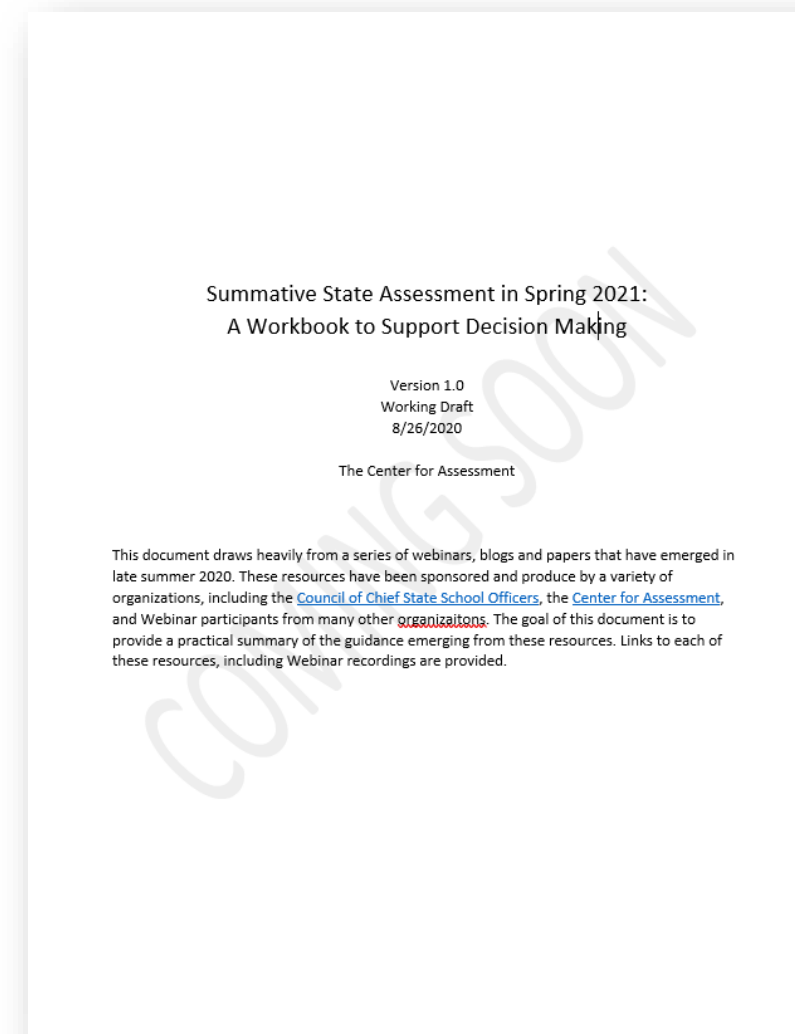 Summative State Assessment in Spring 2021:
A Workbook to Support Decision Making
Version 1.0
Working Draft
8/26/2020
The Center for Assessment
This document draws heavily from a series of webinars, blogs and papers that have emerged in
late summer 2020. These resources have been sponsored and produce by a variety of
organizations, including the Council of Chief State School Officers, the Center for Assessment,
and Webinar participants from many other organizaitons. The goal of this document is to
provide a practical summary of the guidance emerging from these resources. Links to each of
these resources, including Webinar recordings are provided.
COMING SOON